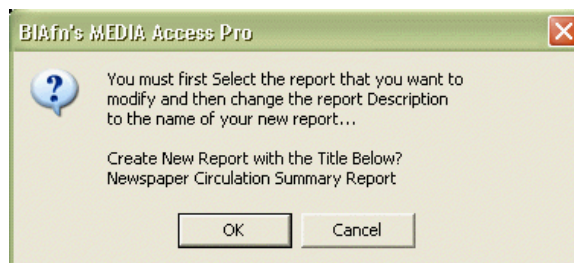 BIAfn's MEDIA Access Pro
You must first Select the report that you want to
modify and then change the report Description
to the name of your new report...
Create New Report with the Title Below?
Newspaper Circulation Summary Report
OK Cancel